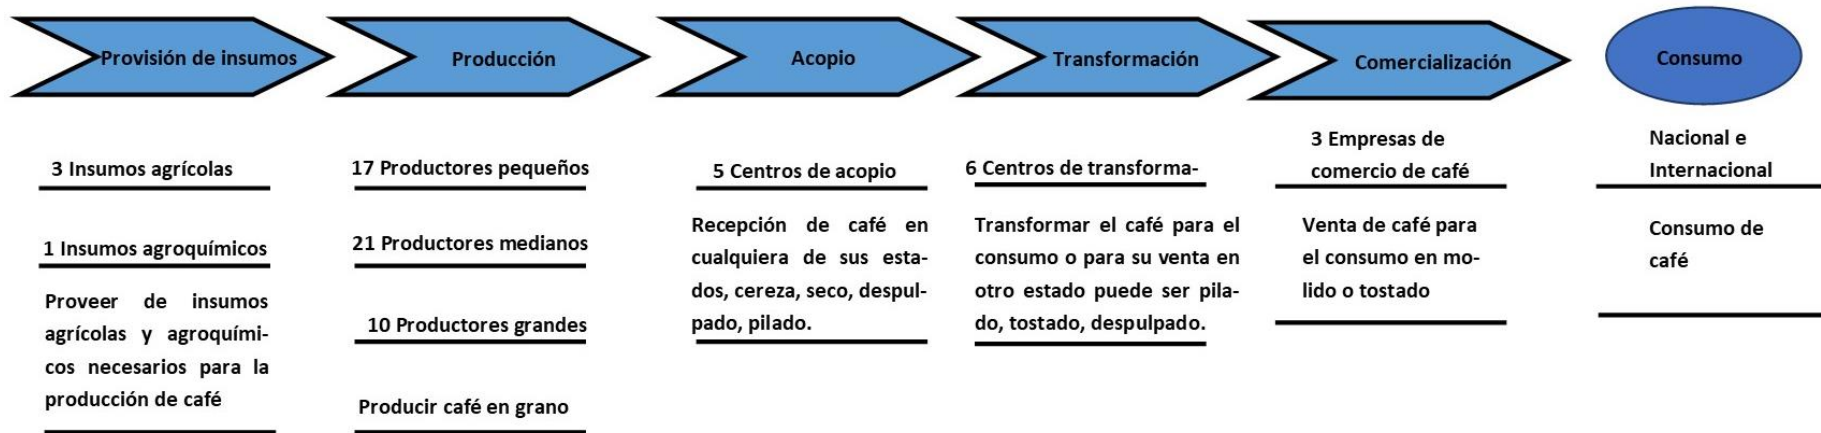 Provisión de insumos
Producción
Acopio
Transformación
Comercialización
Consumo
3 Insumos agrícolas
1 Insumos agroquímicos
Proveer de insumos
agrícolas y agroquími-
cos necesarios para la
producción de café
17 Productores pequeños
21 Productores medianos
10 Productores grandes
Producir café en grano
5 Centros de acopio
Recepción de café en
cualquiera de sus esta-
dos, cereza, seco, despul-
pado, pilado.
6 Centros de transforma-
Transformar el café para el
consumo o para su venta en
otro estado puede ser pila-
do, tostado, despulpado.
3 Empresas de
comercio de café
Venta de café para
el consumo en mo-
lido o tostado
Nacional e
Internacional
Consumo de
café